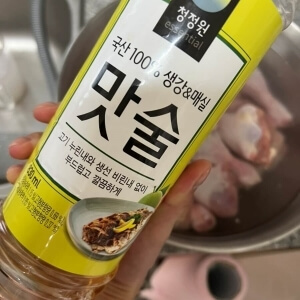 청정원
essential
국산 100% 생강&매실
맛술
고기 누린내와 생선 비린내 없이
부드럽고 깔끔하게